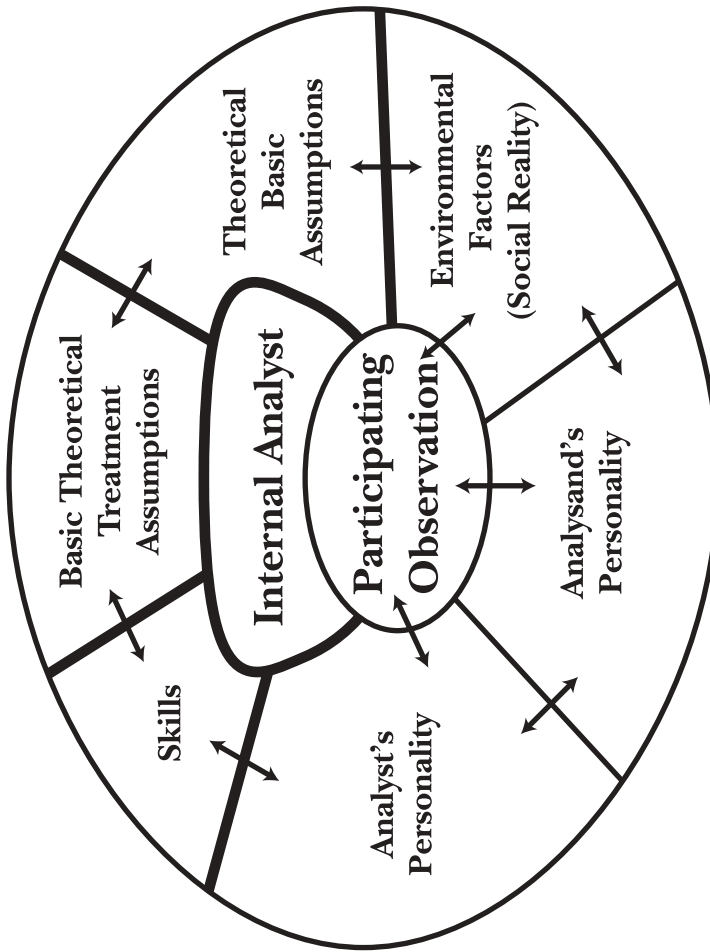 Basic Theoretical
Treatment
Assumptions
Skills
Theoretical
Basic
Assumptions
Internal Analyst
Participating
Observation
Analyst's
Personality
Environmental
Factors
(Social Reality)
Analysand's
Personality